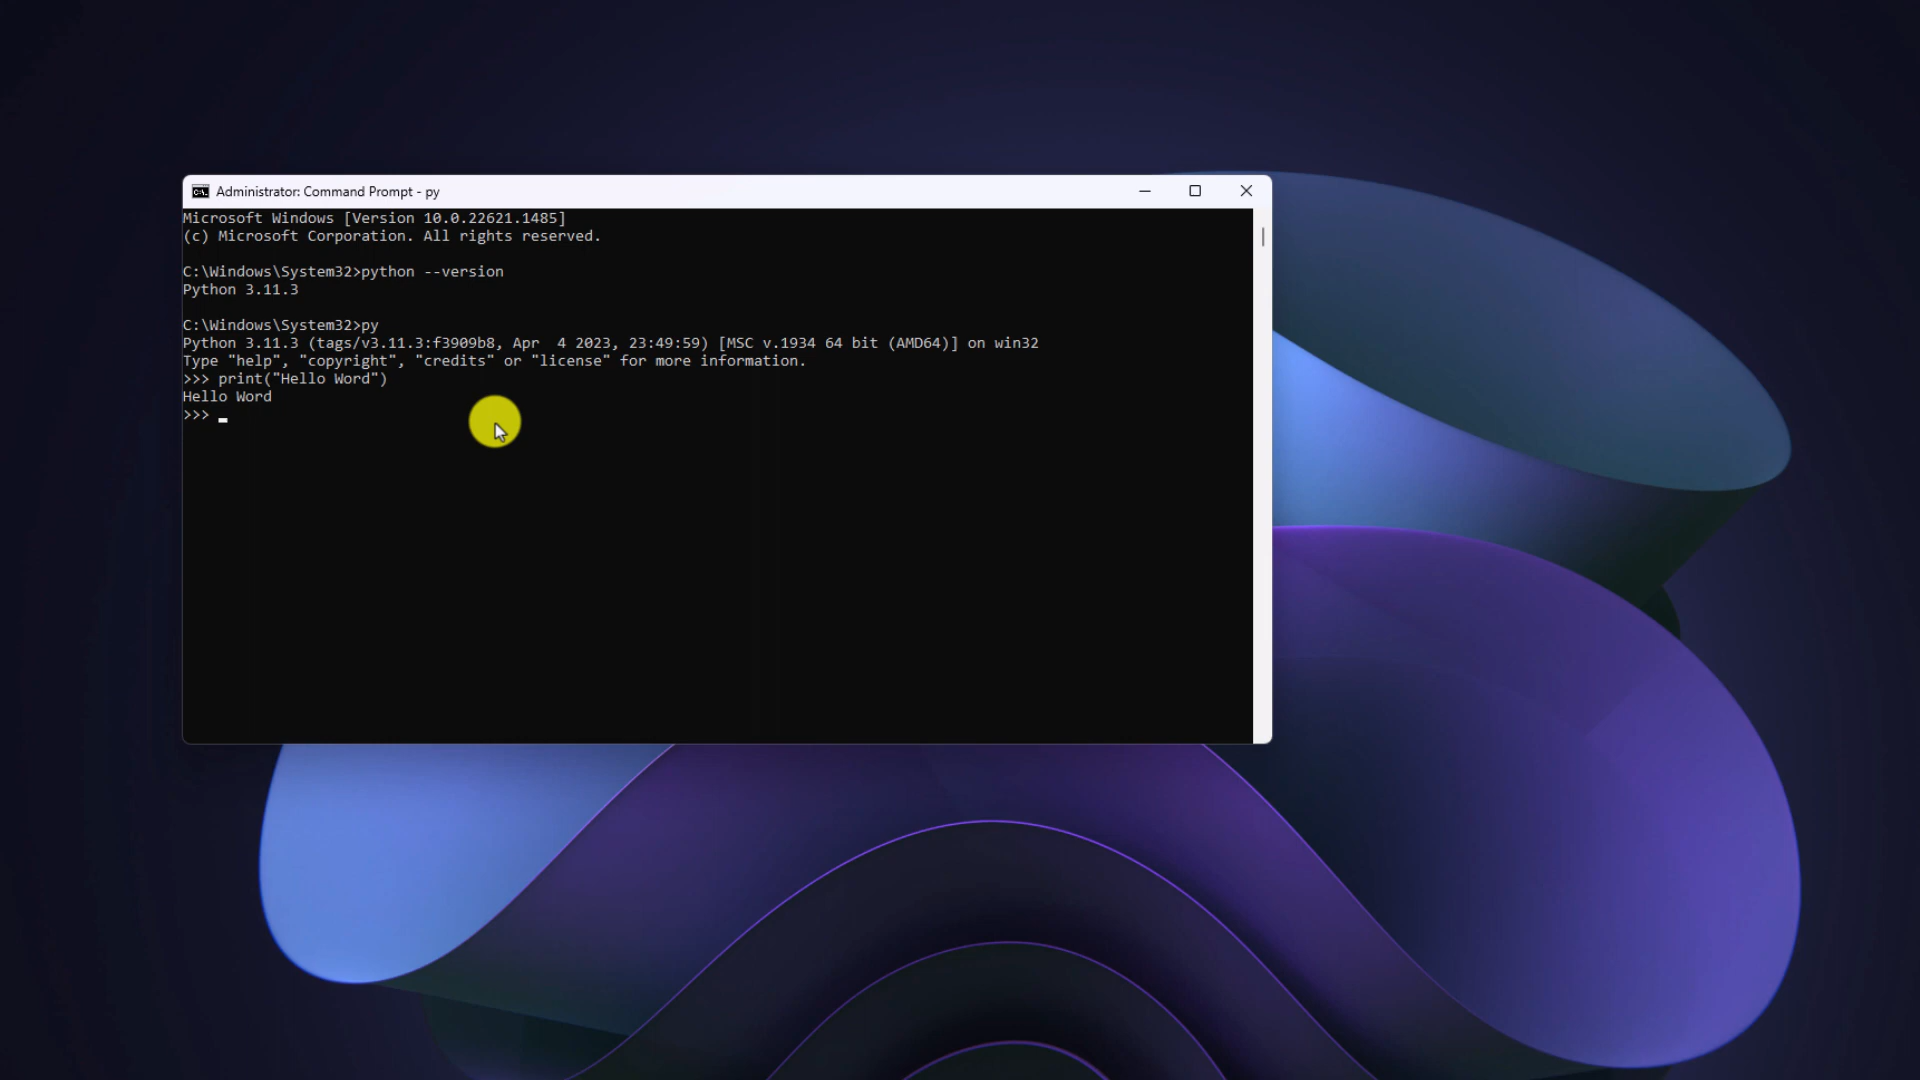 Administrator: Command Prompt - py
Microsoft Windows [Version 10.0.22621.1485]
(c) Microsoft Corporation. All rights reserved.
C:\Windows\System32>python --version
Python 3.11.3
C:\Windows\System32>py
Python 3.11.3 (tags/v3.11.3:f3909b8, Apr  4 2023, 23:49:59) [MSC v.1934 64 bit (AMD64)] on win32
Type "help", "copyright", "credits" or "license" for more information.
>>> print("Hello Word")
Hello Word
>>>